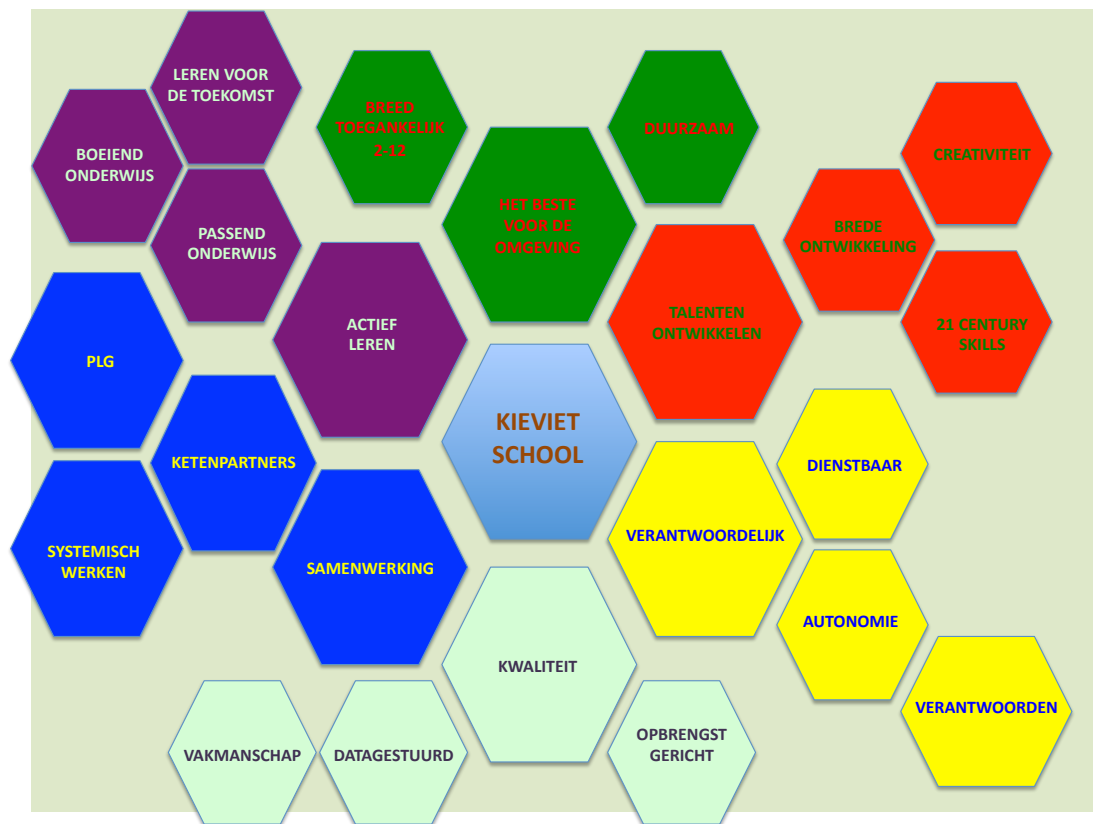 LEREN VOOR
DE TOEKOMST
BOEIEND
ONDERWIJS
PASSEND
ONDERWIJS
ACTIEF
LEREN
BREED
TOEGANKELIJK
2-12
HET BESTE
VOOR DE
OMGEVING
DUURZAAM
CREATIVITEIT
BREDE
ONTWIKKELING
21 CENTURY
SKILLS
TALENTEN
ONTWIKKELEN
KIEVIET
SCHOOL
PLG
KETENPARTNERS
SYSTEMISCH
WERKEN
SAMENWERKING
VERANTWOORDELIJK
DIENSTBAAR
AUTONOMIE
VERANTWOORDEN
KWALITEIT
VAKMANSCHAP
DATAGESTUURD
OPBRENGST
GERICHT